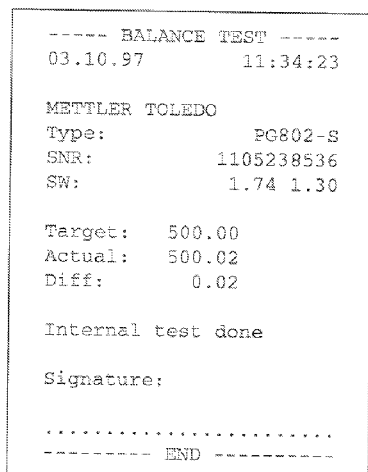 ----- BALANCE TEST -----
03.10.97 11:34:23
METTLER TOLEDO
Type: PG802-S
SNR: 1105238536
SW: 1.74 1.30
Target: 500.00
Actual: 500.02
Diff: 0.02
Internal test done
Signature:
........................
--------- END ----------